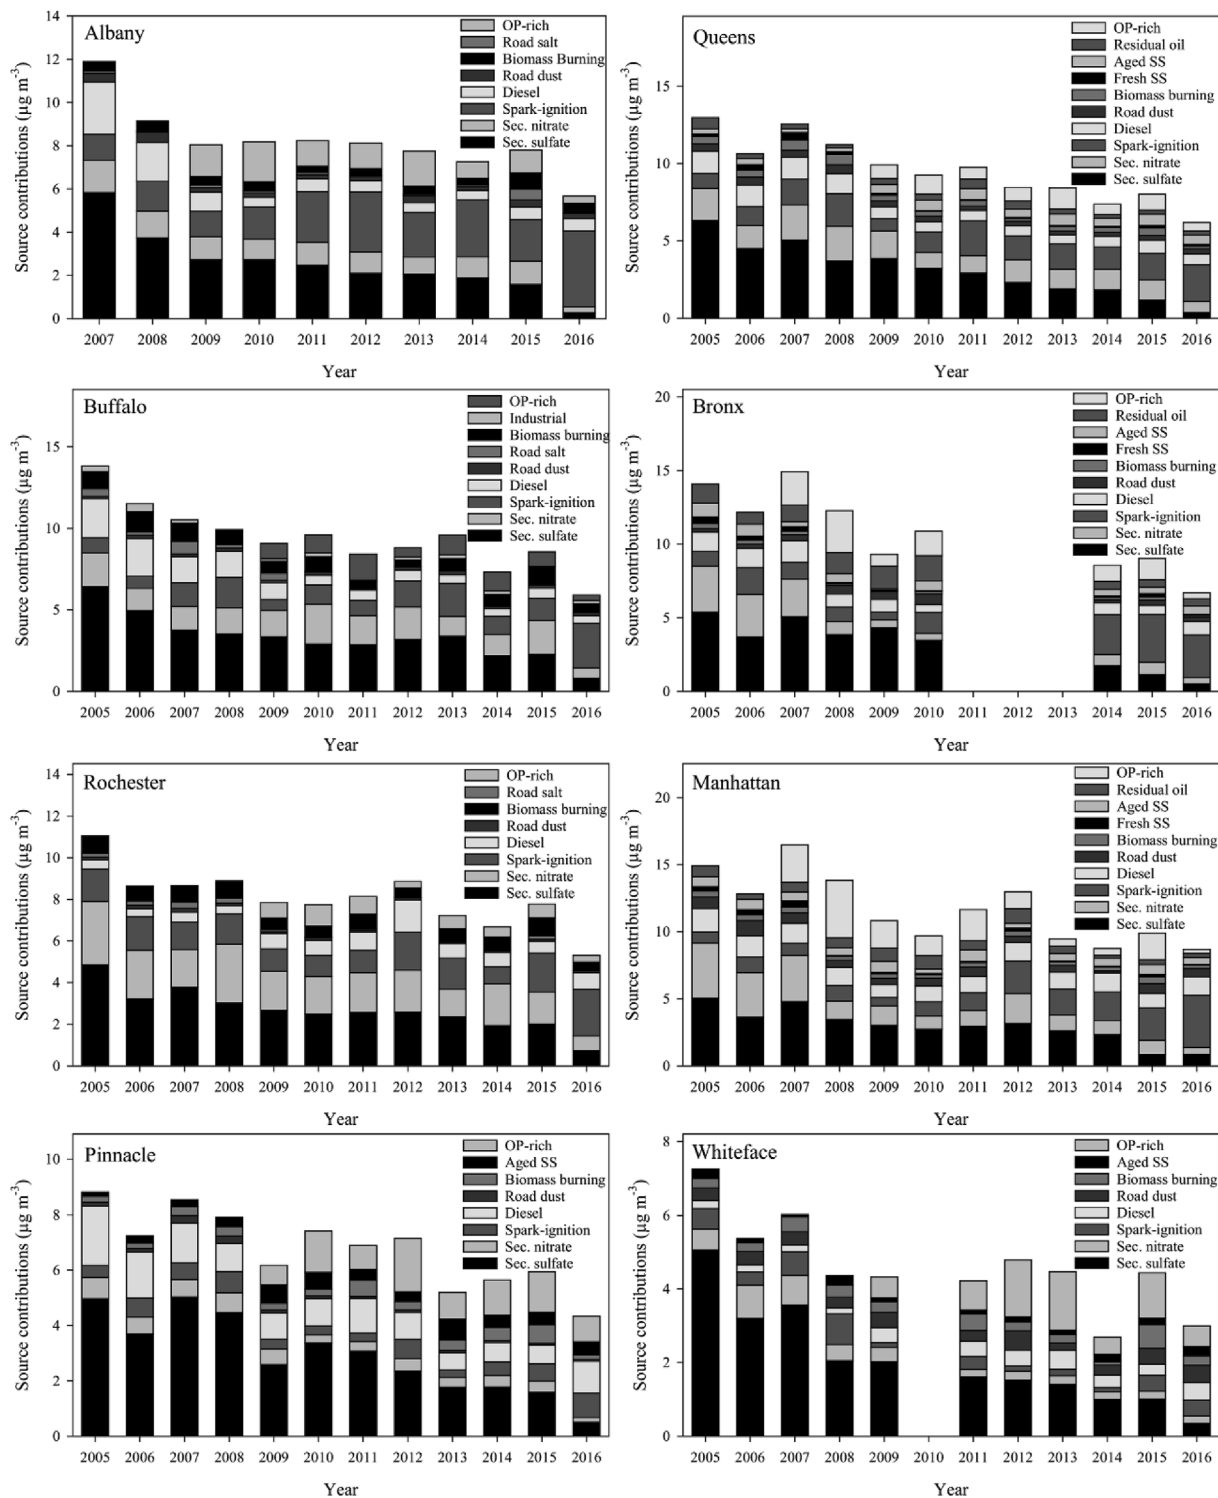 Albany
Source contributions (µg m-3)
14
12
10
8
6
4
2
0
OP-rich
Road salt
Biomass Burning
Road dust
Diesel
Spark-ignition
Sec. nitrate
Sec. sulfate
2007 2008 2009 2010 2011 2012 2013 2014 2015 2016
Year
Queens
Source contributions (µg m-3)
15
10
5
0
OP-rich
Residual oil
Aged SS
Fresh SS
Biomass burning
Road dust
Diesel
Spark-ignition
Sec. nitrate
Sec. sulfate
2005 2006 2007 2008 2009 2010 2011 2012 2013 2014 2015 2016
Year
Buffalo
Source contributions (µg m-3)
15
10
5
0
OP-rich
Industrial
Biomass burning
Road salt
Road dust
Diesel
Spark-ignition
Sec. nitrate
Sec. sulfate
2005 2006 2007 2008 2009 2010 2011 2012 2013 2014 2015 2016
Year
Bronx
Source contributions (µg m-3)
20
15
10
5
0
OP-rich
Residual oil
Aged SS
Fresh SS
Biomass burning
Road dust
Diesel
Spark-ignition
Sec. nitrate
Sec. sulfate
2005 2006 2007 2008 2009 2010 2011 2012 2013 2014 2015 2016
Year
Rochester
Source contributions (µg m-3)
14
12
10
8
6
4
2
0
OP-rich
Road salt
Biomass burning
Road dust
Diesel
Spark-ignition
Sec. nitrate
Sec. sulfate
2005 2006 2007 2008 2009 2010 2011 2012 2013 2014 2015 2016
Year
Manhattan
Source contributions (µg m-3)
20
15
10
5
0
OP-rich
Residual oil
Aged SS
Fresh SS
Biomass burning
Road dust
Diesel
Spark-ignition
Sec. nitrate
Sec. sulfate
2005 2006 2007 2008 2009 2010 2011 2012 2013 2014 2015 2016
Year
Pinnacle
Source contributions (µg m-3)
10
8
6
4
2
0
OP-rich
Aged SS
Biomass burning
Road dust
Diesel
Spark-ignition
Sec. nitrate
Sec. sulfate
2005 2006 2007 2008 2009 2010 2011 2012 2013 2014 2015 2016
Year
Whiteface
Source contributions (µg m-3)
8
6
4
2
0
OP-rich
Aged SS
Biomass burning
Road dust
Diesel
Spark-ignition
Sec. nitrate
Sec. sulfate
2005 2006 2007 2008 2009 2010 2011 2012 2013 2014 2015 2016
Year